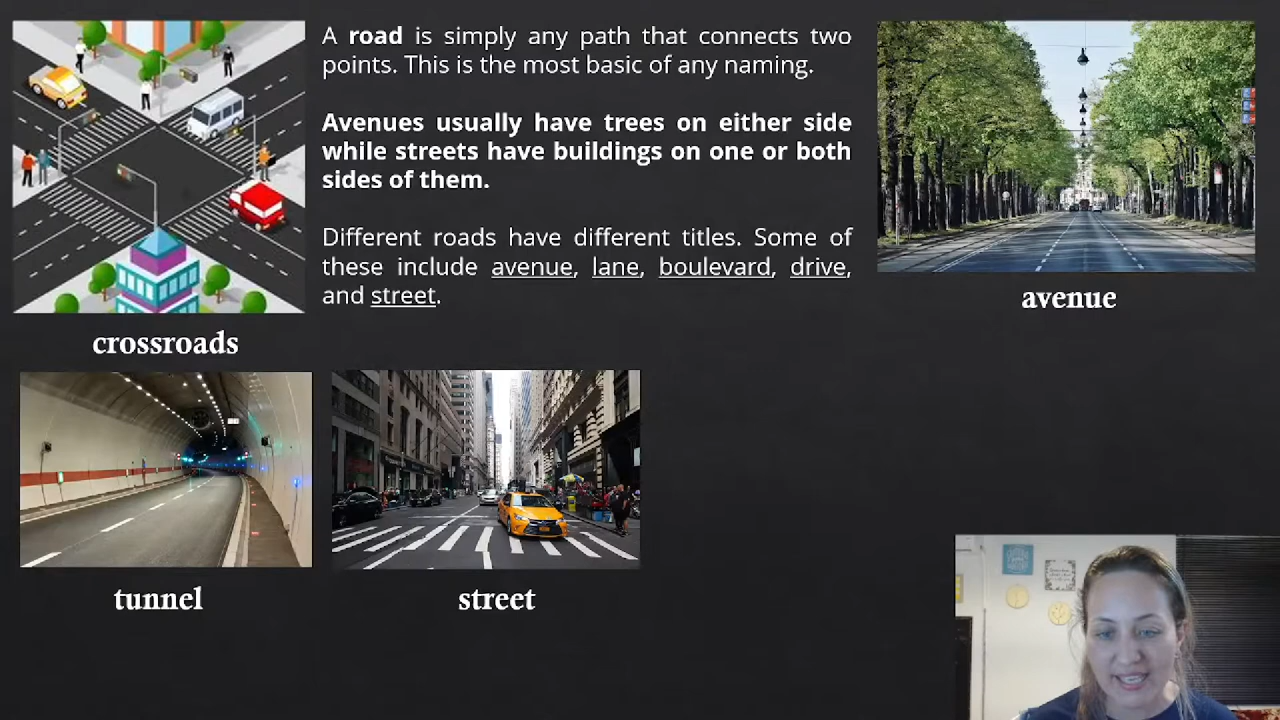 A road is simply any path that connects two
points. This is the most basic of any naming.
Avenues usually have trees on either side
while streets have buildings on one or both
sides of them.
Different roads have different titles. Some of
these include avenue, lane, boulevard, drive,
and street.
avenue
crossroads
tunnel
street